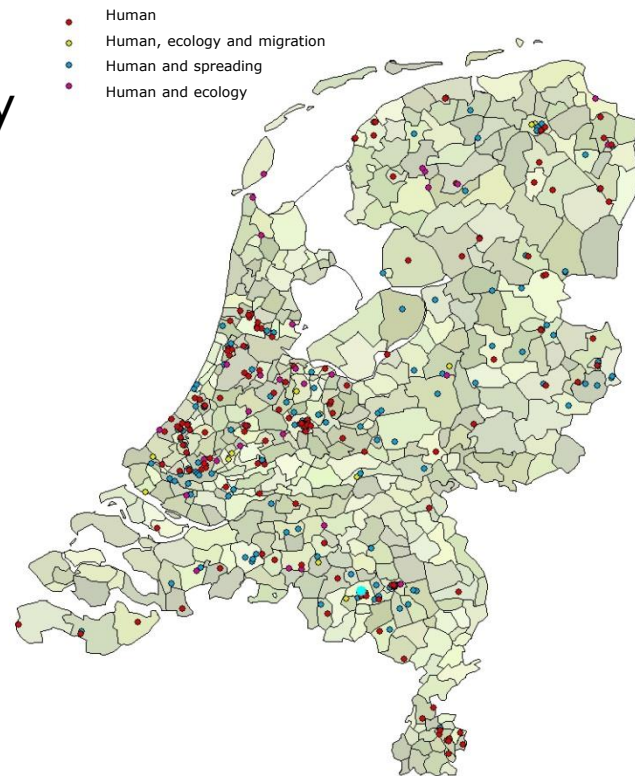 Human
Human, ecology and migration
Human and spreading
Human and ecology
y